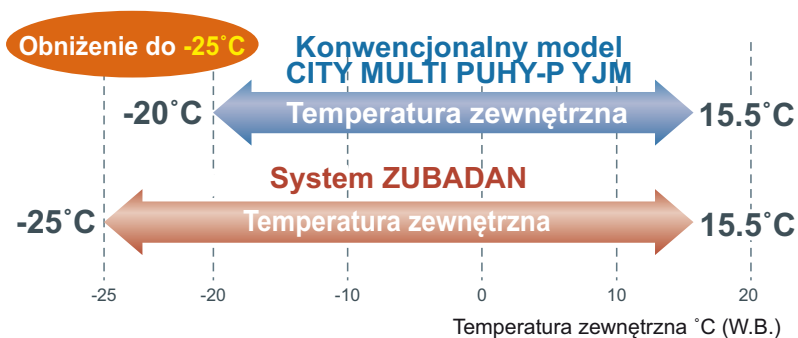 Obniżenie do -25˚C
Konwencjonalny model
CITY MULTI PUHY-P YJM
-20˚C
Temperatura zewnętrzna
15.5˚C
System ZUBADAN
-25˚C
Temperatura zewnętrzna
15.5˚C
-25 -20 -10 0 10 20
Temperatura zewnętrzna ˚C (W.B.)